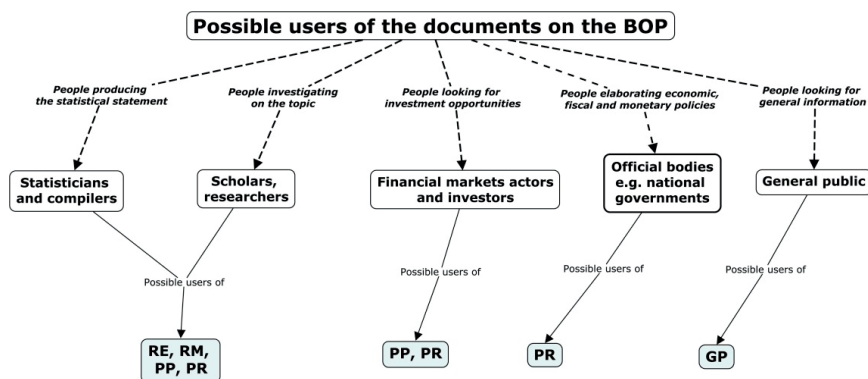 Possible users of the documents on the BOP
People producing
the statistical statement
People investigating
on the topic
People looking for
investment opportunities
People elaborating economic,
fiscal and monetary policies
People looking for
general information
Statisticians
and compilers
Scholars,
researchers
Financial markets actors
and investors
Official bodies
e.g. national
governments
General public
Possible users of
Possible users of
Possible users of
Possible users of
RE, RM,
PP, PR
PP, PR
PR
GP